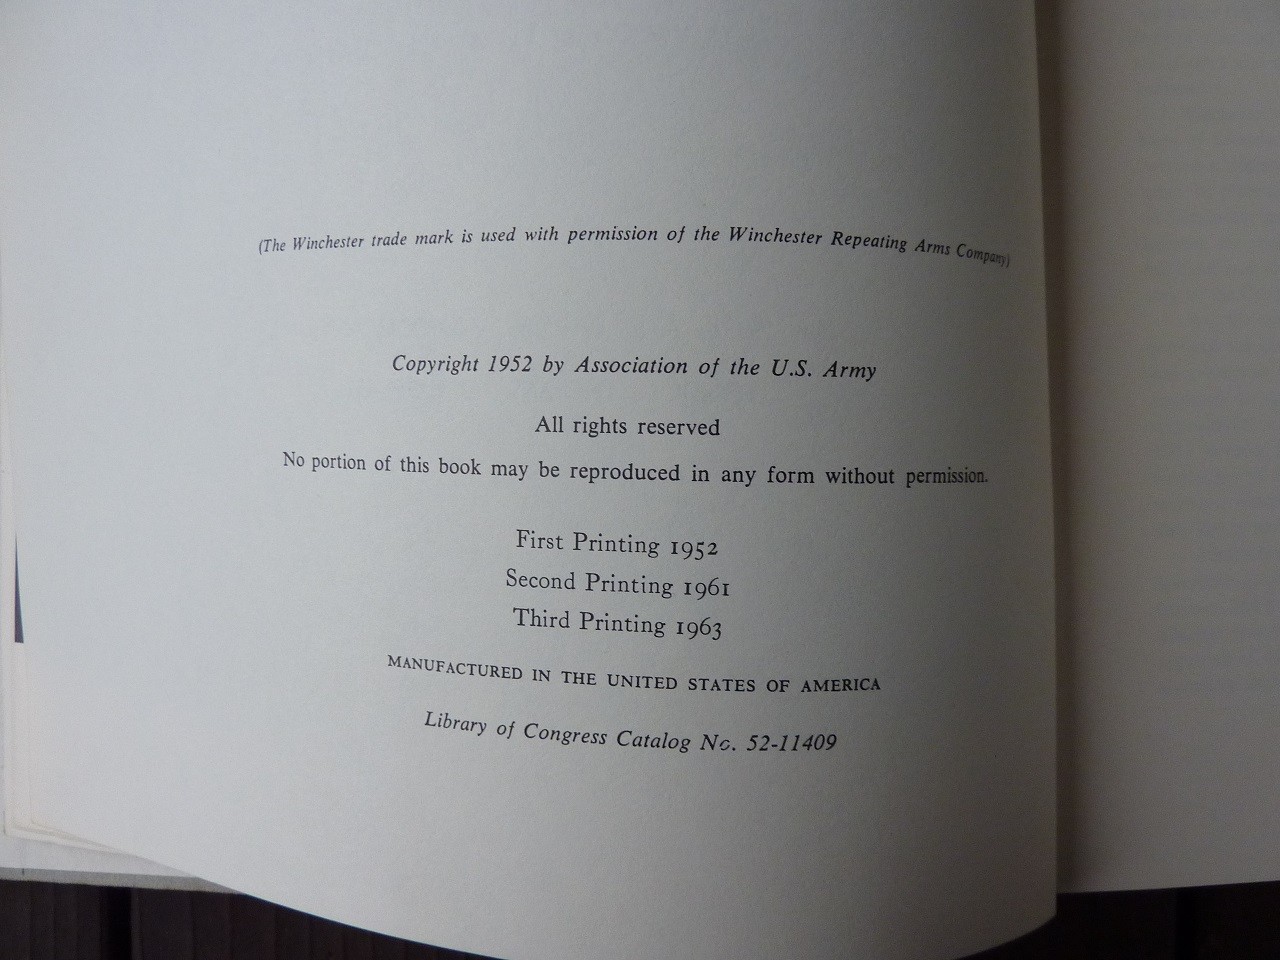 (The Winchester trade mark is used with permission of the Winchester Repeating Arms Company)
Copyright 1952 by Association of the U.S. Army
All rights reserved
No portion of this book may be reproduced in any form without permission.
First Printing 1952
Second Printing 1961
Third Printing 1963
MANUFACTURED IN THE UNITED STATES OF AMERICA
Library of Congress Catalog No. 52-11409